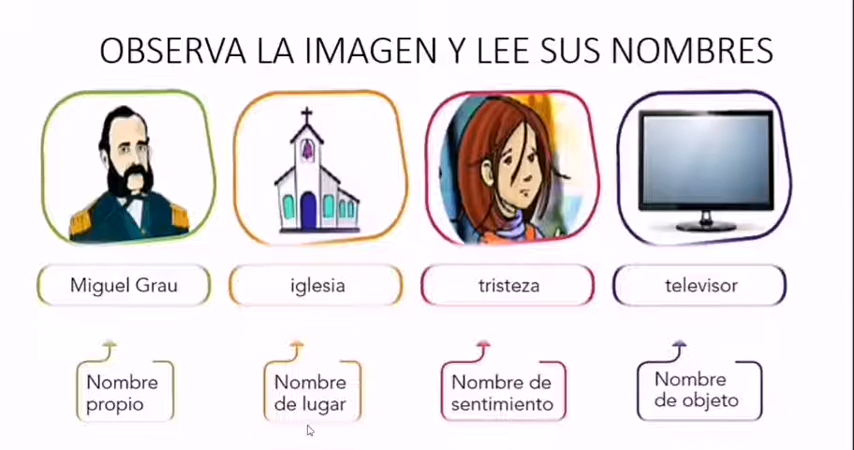 OBSERVA LA IMAGEN Y LEE SUS NOMBRES
Miguel Grau
iglesia
tristeza
televisor
Nombre
propio
Nombre
de lugar
Nombre de
sentimiento
Nombre
de objeto